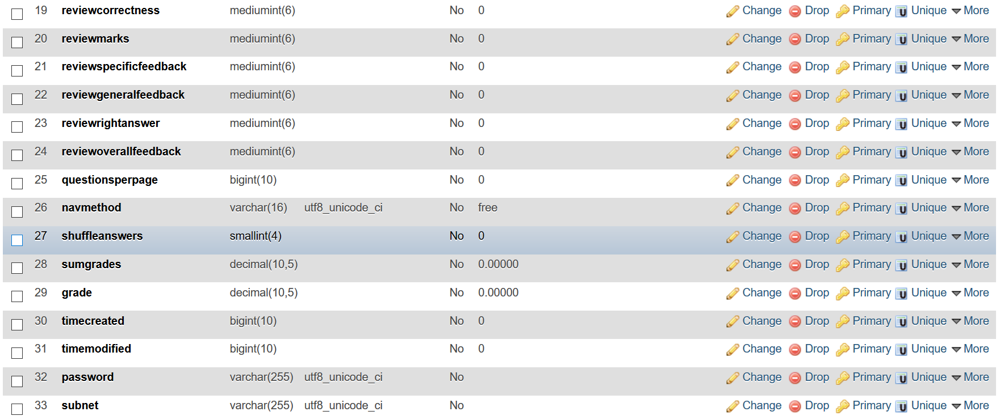 19 reviewcorrectness mediumint(6) No 0 Change Drop Primary Unique More
20 reviewmarks mediumint(6) No 0 Change Drop Primary Unique More
21 reviewspecificfeedback mediumint(6) No 0 Change Drop Primary Unique More
22 reviewgeneralfeedback mediumint(6) No 0 Change Drop Primary Unique More
23 reviewrightanswer mediumint(6) No 0 Change Drop Primary Unique More
24 reviewoverallfeedback mediumint(6) No 0 Change Drop Primary Unique More
25 questionsperpage bigint(10) No 0 Change Drop Primary Unique More
26 navmethod varchar(16) utf8_unicode_ci No free Change Drop Primary Unique More
27 shuffleanswers smallint(4) No 0 Change Drop Primary Unique More
28 sumgrades decimal(10,5) No 0.00000 Change Drop Primary Unique More
29 grade decimal(10,5) No 0.00000 Change Drop Primary Unique More
30 timecreated bigint(10) No 0 Change Drop Primary Unique More
31 timemodified bigint(10) No 0 Change Drop Primary Unique More
32 password varchar(255) utf8_unicode_ci No Change Drop Primary Unique More
33 subnet varchar(255) utf8_unicode_ci No Change Drop Primary Unique More